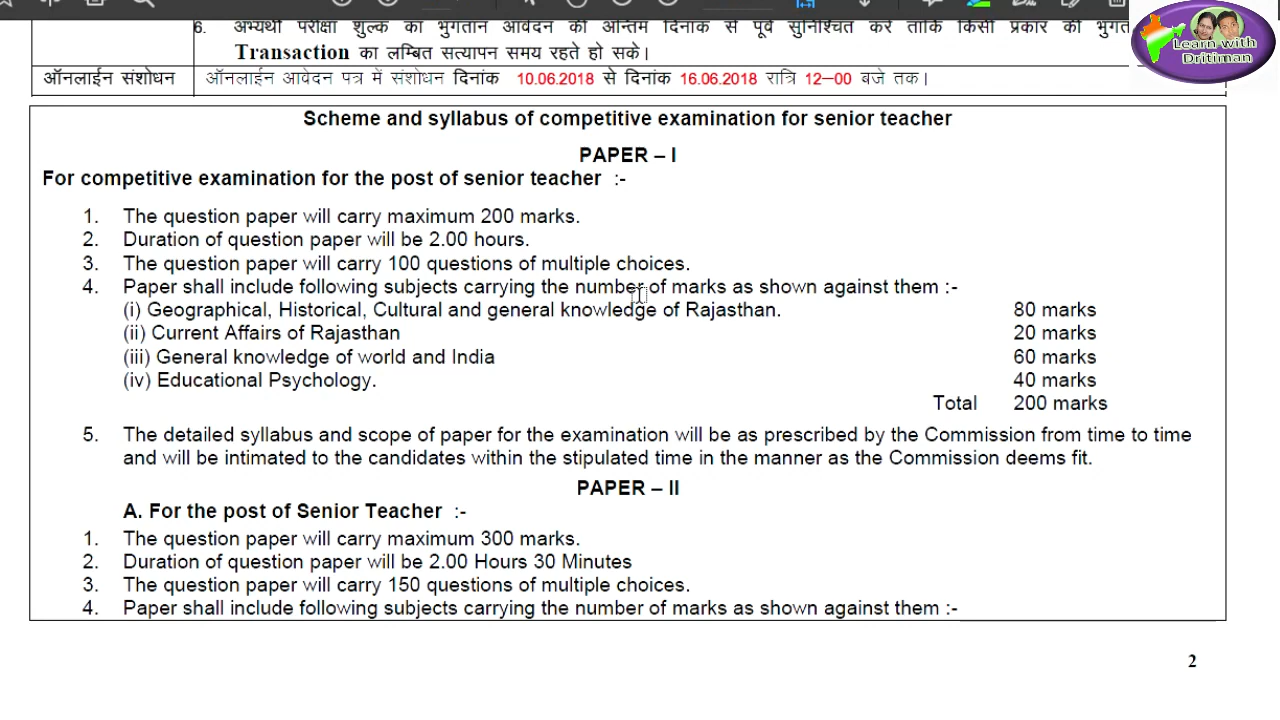 6. अभ्यर्थी परीक्षा शुल्क का भुगतान आवेदन की अन्तिम दिनांक से पूर्व सुनिश्चित करें ताकि किसी प्रकार की
Transaction का लम्बित सत्यापन समय रहते हो सके।
ऑनलाईन संशोधन ऑनलाईन आवेदन पत्र में संशोधन दिनांक 10.06.2018 से दिनांक 16.06.2018 रात्रि 12–00 बजे तक।
Learn with
Dritiman
Scheme and syllabus of competitive examination for senior teacher
PAPER – I
For competitive examination for the post of senior teacher :-
1. The question paper will carry maximum 200 marks.
2. Duration of question paper will be 2.00 hours.
3. The question paper will carry 100 questions of multiple choices.
4. Paper shall include following subjects carrying the number of marks as shown against them :-
(i) Geographical, Historical, Cultural and general knowledge of Rajasthan. 80 marks
(ii) Current Affairs of Rajasthan 20 marks
(iii) General knowledge of world and India 60 marks
(iv) Educational Psychology. 40 marks
Total 200 marks
5. The detailed syllabus and scope of paper for the examination will be as prescribed by the Commission from time to time
and will be intimated to the candidates within the stipulated time in the manner as the Commission deems fit.
PAPER – II
A. For the post of Senior Teacher :-
1. The question paper will carry maximum 300 marks.
2. Duration of question paper will be 2.00 Hours 30 Minutes
3. The question paper will carry 150 questions of multiple choices.
4. Paper shall include following subjects carrying the number of marks as shown against them :-
2